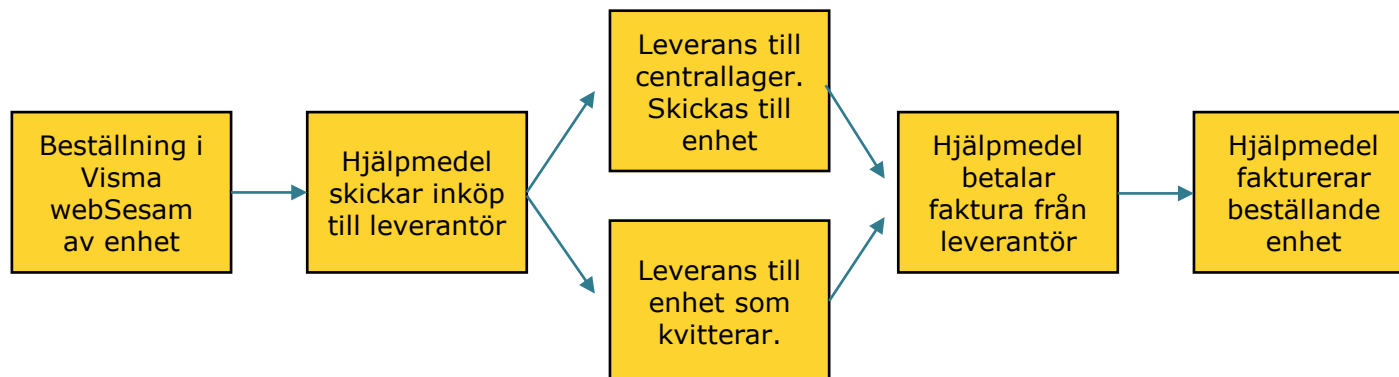 Beställning i
Visma
webSesam
av enhet
Hjälpmedel
skickar inköp
till leverantör
Leverans till
centrallager.
Skickas till
enhet
Leverans till
enhet som
kvitterar.
Hjälpmedel
betalar
faktura från
leverantör
Hjälpmedel
fakturerar
beställande
enhet